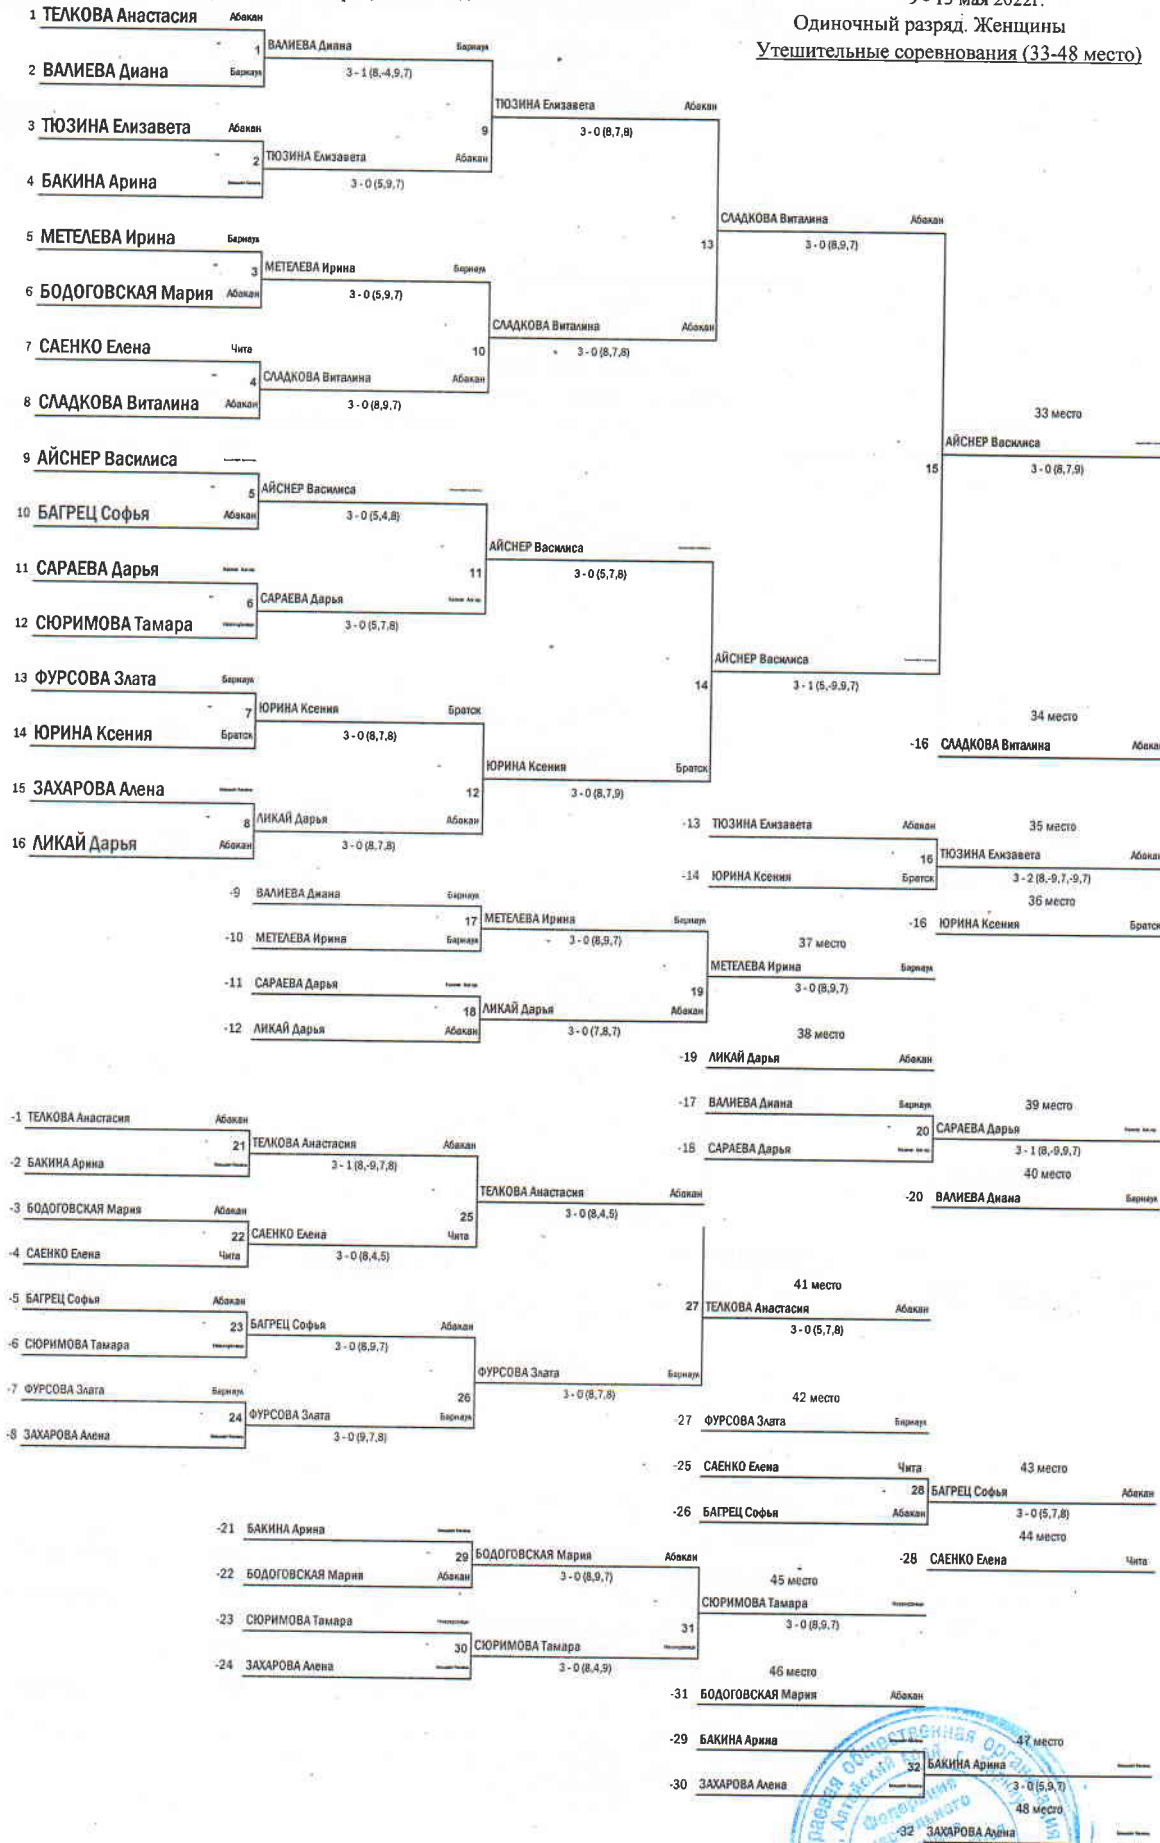 мая 2022г.
Одиночный разряд. Женщины
Утешительные соревнования (33-48 место)
1 ТЕЛКОВА Анастасия Абакан
1 ВАЛИЕВА Диана Барнаул
2 ВАЛИЕВА Диана Барнаул
3 - 1 (8,-4,9,7)
ТЮЗИНА Елизавета Абакан
3 ТЮЗИНА Елизавета Абакан
9 3 - 0 (8,7,8)
2 ТЮЗИНА Елизавета Абакан
4 БАКИНА Арина
3 - 0 (5,9,7)
СЛАДКОВА Виталина Абакан
5 МЕТЕЛЕВА Ирина Барнаул
13 3 - 0 (8,9,7)
3 МЕТЕЛЕВА Ирина Барнаул
6 БОДОГОВСКАЯ Мария Абакан
3 - 0 (5,9,7)
СЛАДКОВА Виталина Абакан
7 САЕНКО Елена Чита
10 3 - 0 (8,7,8)
4 СЛАДКОВА Виталина Абакан
8 СЛАДКОВА Виталина Абакан
3 - 0 (8,9,7)
33 место
АЙСНЕР Василиса
9 АЙСНЕР Василиса
15 3 - 0 (8,7,9)
5 АЙСНЕР Василиса
10 БАГРЕЦ Софья Абакан
3 - 0 (5,4,8)
АЙСНЕР Василиса
11 САРАЕВА Дарья
11 3 - 0 (5,7,8)
6 САРАЕВА Дарья
12 СЮРИМОВА Тамара
3 - 0 (5,7,8)
АЙСНЕР Василиса
13 ФУРСОВА Злата Барнаул
14 3 - 1 (5,-9,9,7)
7 ЮРИНА Ксения Братск
34 место
14 ЮРИНА Ксения Братск
3 - 0 (8,7,8)
-16 СЛАДКОВА Виталина Абакан
ЮРИНА Ксения Братск
15 ЗАХАРОВА Алена
12 3 - 0 (8,7,9)
8 ЛИКАЙ Дарья Абакан
-13 ТЮЗИНА Елизавета Абакан 35 место
16 ЛИКАЙ Дарья Абакан
3 - 0 (8,7,8)
16 ТЮЗИНА Елизавета Абакан
-14 ЮРИНА Ксения Братск 3 - 2 (8,-9,7,-9,7)
-9 ВАЛИЕВА Диана Барнаул
36 место
17 МЕТЕЛЕВА Ирина Барнаул
-16 ЮРИНА Ксения Братск
-10 МЕТЕЛЕВА Ирина Барнаул 3 - 0 (8,9,7)
37 место
МЕТЕЛЕВА Ирина Барнаул
-11 САРАЕВА Дарья
19 3 - 0 (8,9,7)
18 ЛИКАЙ Дарья Абакан
-12 ЛИКАЙ Дарья Абакан 3 - 0 (7,8,7)
38 место
-19 ЛИКАЙ Дарья Абакан
-17 ВАЛИЕВА Диана Барнаул 39 место
-1 ТЕЛКОВА Анастасия Абакан
20 САРАЕВА Дарья
21 ТЕЛКОВА Анастасия Абакан
-18 САРАЕВА Дарья 3 - 1 (8,-9,9,7)
-2 БАКИНА Арина 3 - 1 (8,-9,7,8)
40 место
ТЕЛКОВА Анастасия Абакан
-20 ВАЛИЕВА Диана Барнаул
-3 БОДОГОВСКАЯ Мария Абакан
25 3 - 0 (8,4,5)
22 САЕНКО Елена Чита
-4 САЕНКО Елена Чита 3 - 0 (8,4,5)
41 место
-5 БАГРЕЦ Софья Абакан
27 ТЕЛКОВА Анастасия Абакан
23 БАГРЕЦ Софья Абакан
3 - 0 (5,7,8)
-6 СЮРИМОВА Тамара 3 - 0 (8,9,7)
ФУРСОВА Злата Барнаул
-7 ФУРСОВА Злата Барнаул
26 3 - 0 (8,7,8)
42 место
24 ФУРСОВА Злата Барнаул
-27 ФУРСОВА Злата Барнаул
-8 ЗАХАРОВА Алена 3 - 0 (9,7,8)
-25 САЕНКО Елена Чита 43 место
28 БАГРЕЦ Софья Абакан
-26 БАГРЕЦ Софья Абакан 3 - 0 (5,7,8)
-21 БАКИНА Арина
44 место
29 БОДОГОВСКАЯ Мария Абакан
-28 САЕНКО Елена Чита
-22 БОДОГОВСКАЯ Мария Абакан 3 - 0 (8,9,7)
45 место
СЮРИМОВА Тамара
-23 СЮРИМОВА Тамара
31 3 - 0 (8,9,7)
30 СЮРИМОВА Тамара
-24 ЗАХАРОВА Алена 3 - 0 (8,4,9)
46 место
-31 БОДОГОВСКАЯ Мария Абакан
-29 БАКИНА Арина 47 место
32 БАКИНА Арина
-30 ЗАХАРОВА Алена 3 - 0 (5,9,7)
48 место
-32 ЗАХАРОВА Алена
общественная организация
Алтайский край г.
Федерация